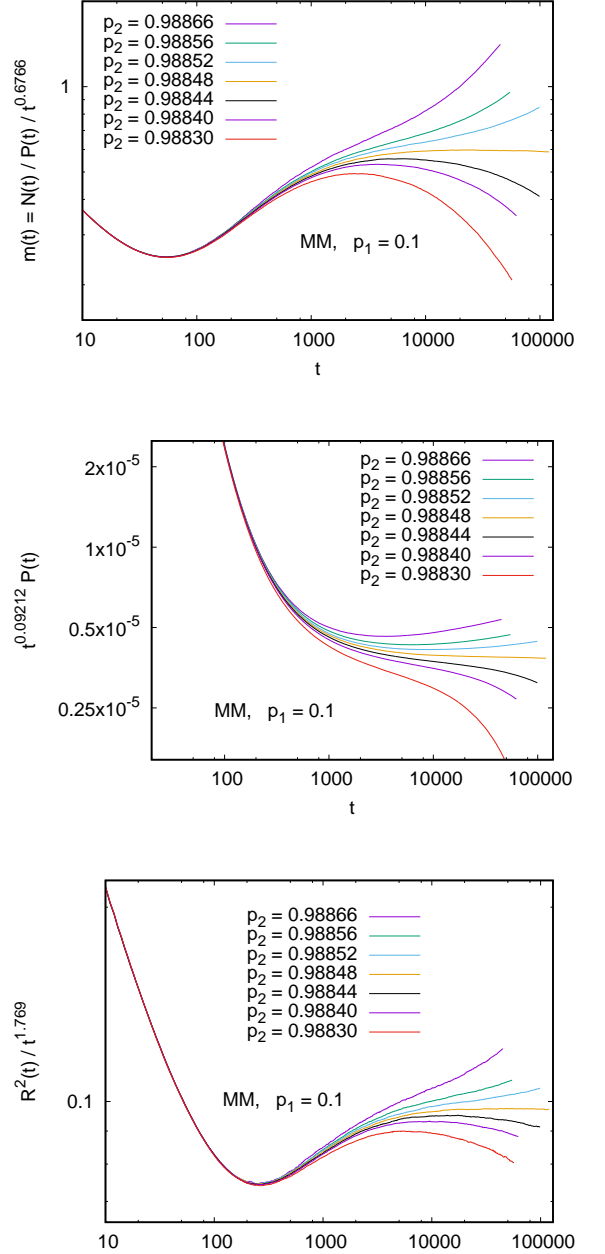 p2 = 0.98866
p2 = 0.98856
p2 = 0.98852
p2 = 0.98848
p2 = 0.98844
p2 = 0.98840
p2 = 0.98830
1
m(t) = N(t) / P(t) / t^0.6766
MM, p1 = 0.1
10 100 1000 10000 100000
t
p2 = 0.98866
p2 = 0.98856
p2 = 0.98852
p2 = 0.98848
p2 = 0.98844
p2 = 0.98840
p2 = 0.98830
2x10^-5
1x10^-5
0.5x10^-5
0.25x10^-5
t^0.09212 P(t)
MM, p1 = 0.1
100 1000 10000 100000
t
p2 = 0.98866
p2 = 0.98856
p2 = 0.98852
p2 = 0.98848
p2 = 0.98844
p2 = 0.98840
p2 = 0.98830
0.1
R^2(t) / t^1.769
MM, p1 = 0.1
10 100 1000 10000 100000
t